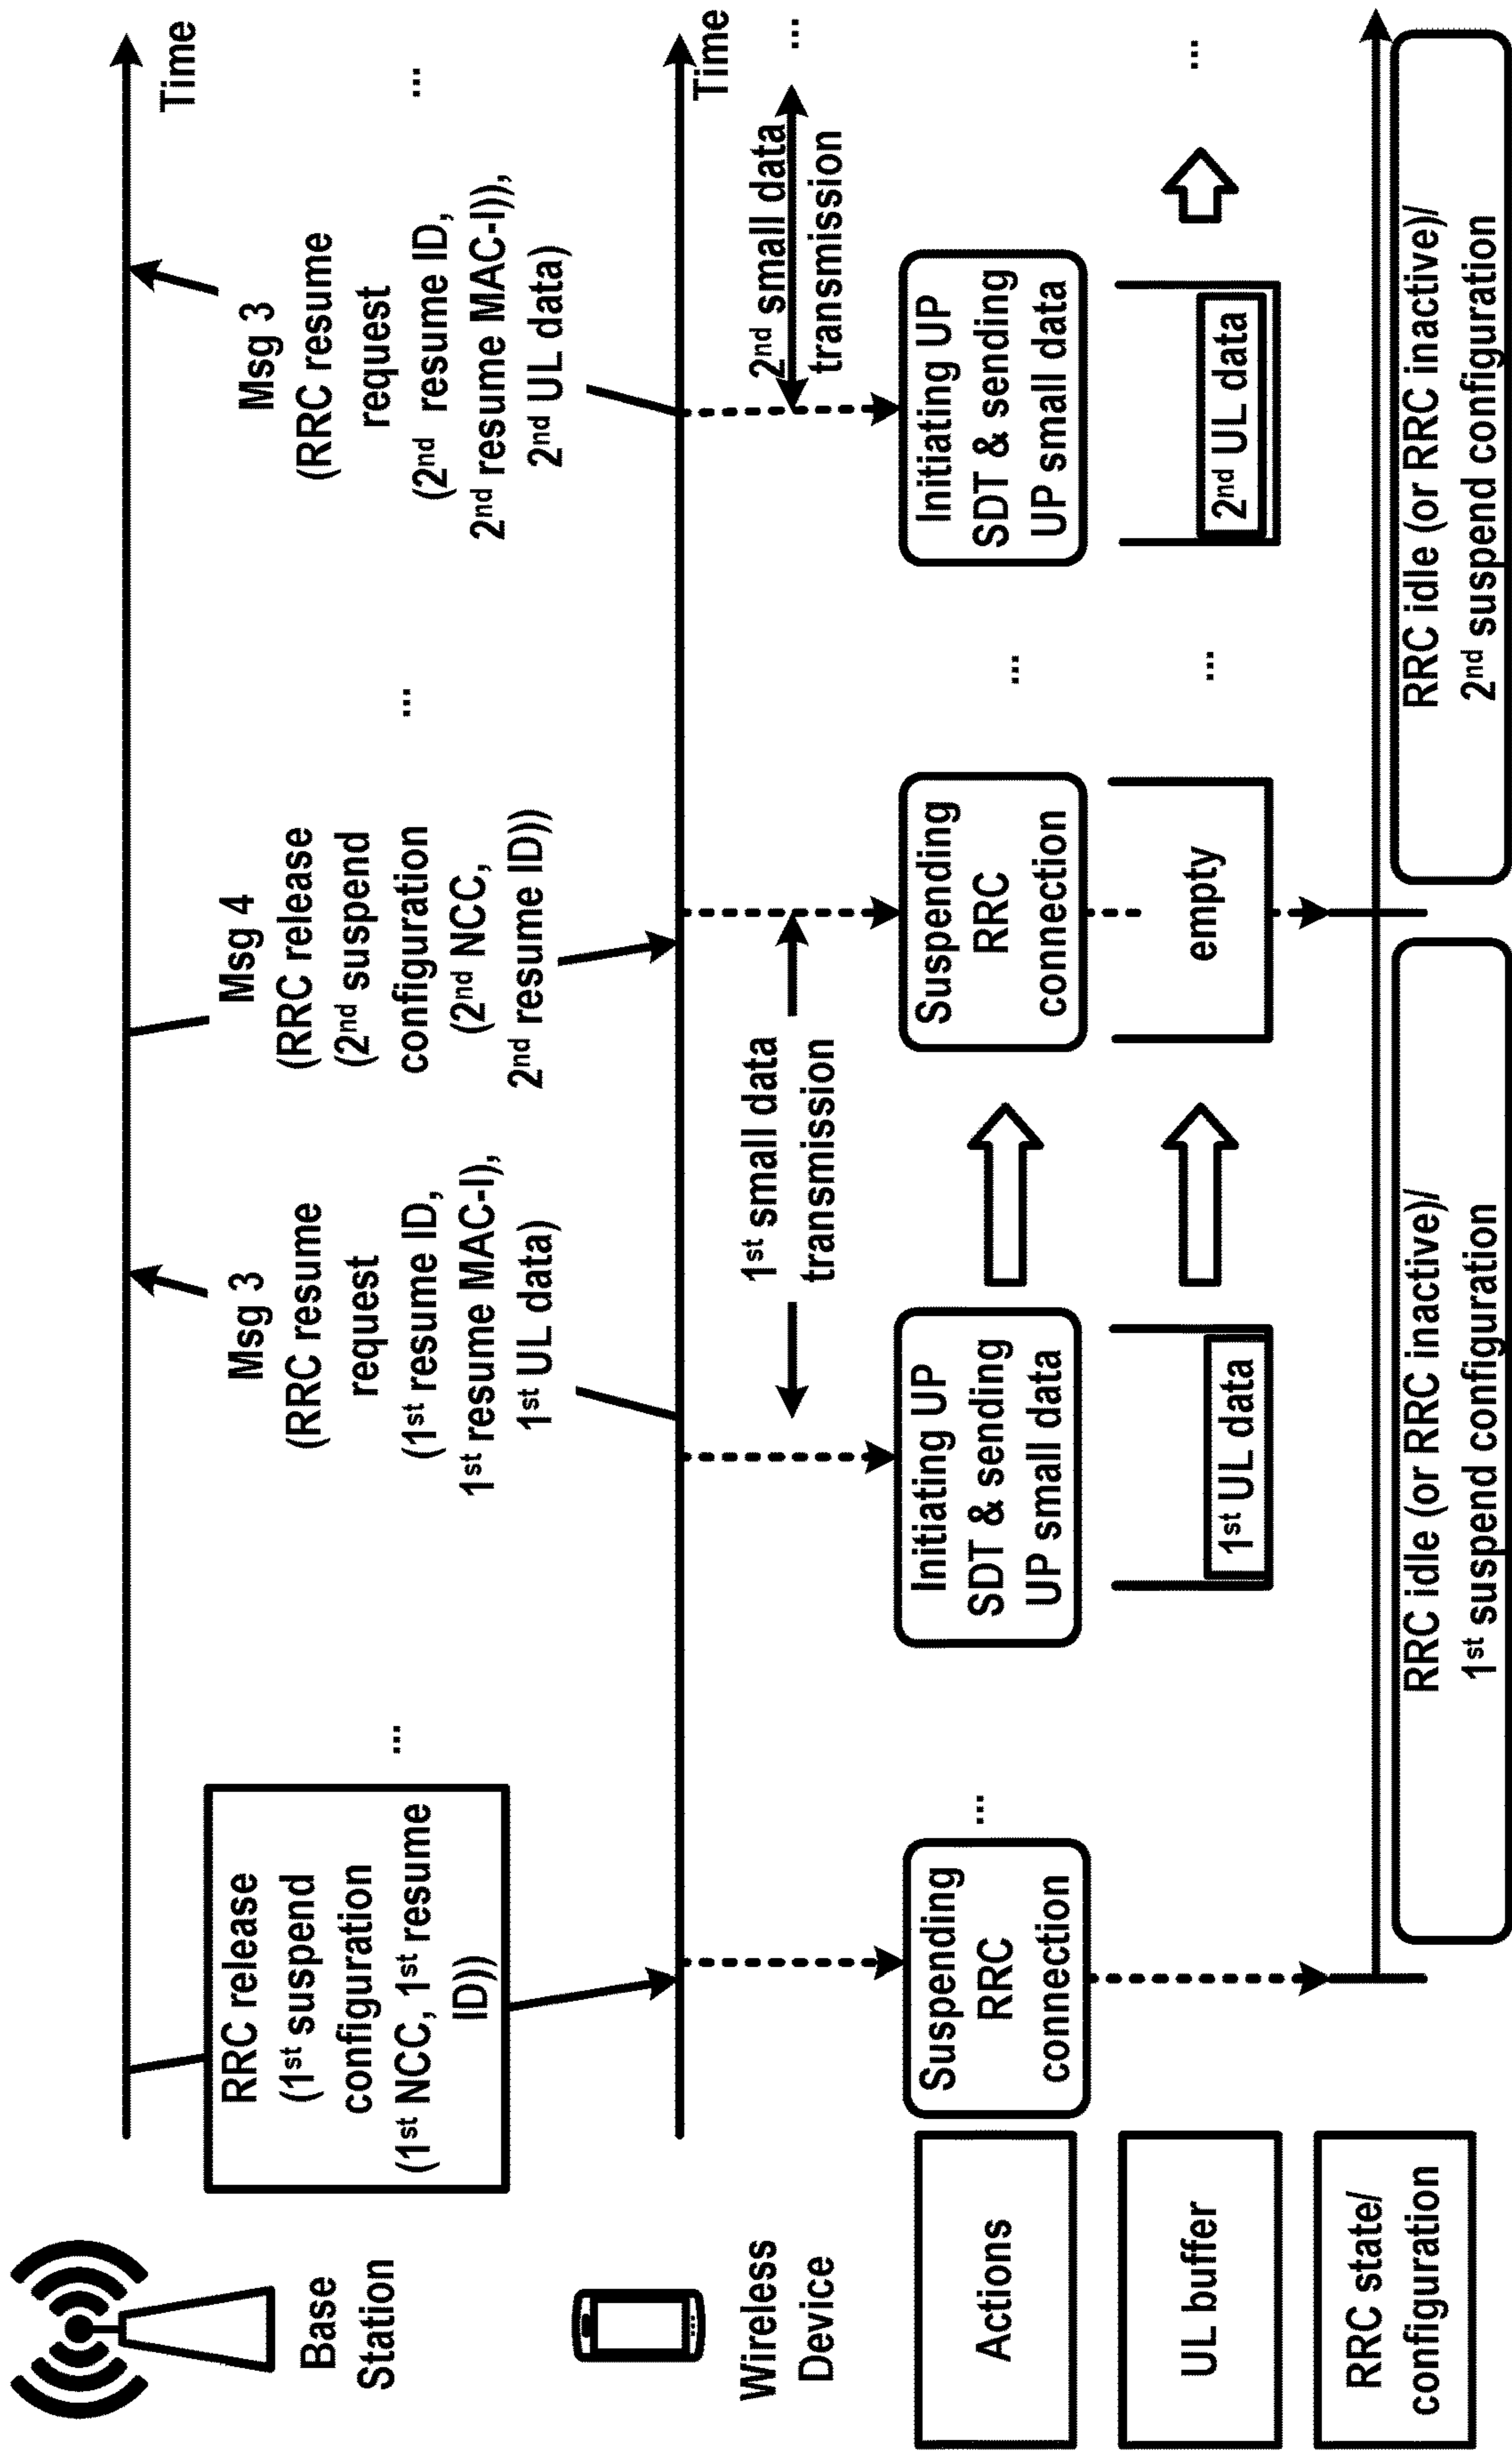 Base
Station
RRC release
(1st suspend
configuration
(1st NCC, 1st resume
ID))
...
Msg 3
(RRC resume
request
(1st resume ID,
1st resume MAC-I),
1st UL data)
Msg 4
(RRC release
(2nd suspend
configuration
(2nd NCC,
2nd resume ID))
...
Msg 3
(RRC resume
request
(2nd resume ID,
2nd resume MAC-I)),
2nd UL data)
...
Time
Wireless
Device
Time
1st small data
transmission
2nd small data
transmission
...
Actions
Suspending
RRC
connection
...
Initiating UP
SDT & sending
UP small data
Suspending
RRC
connection
...
Initiating UP
SDT & sending
UP small data
UL buffer
1st UL data
empty
...
2nd UL data
...
RRC state/
configuration
RRC idle (or RRC inactive)/
1st suspend configuration
RRC idle (or RRC inactive)/
2nd suspend configuration